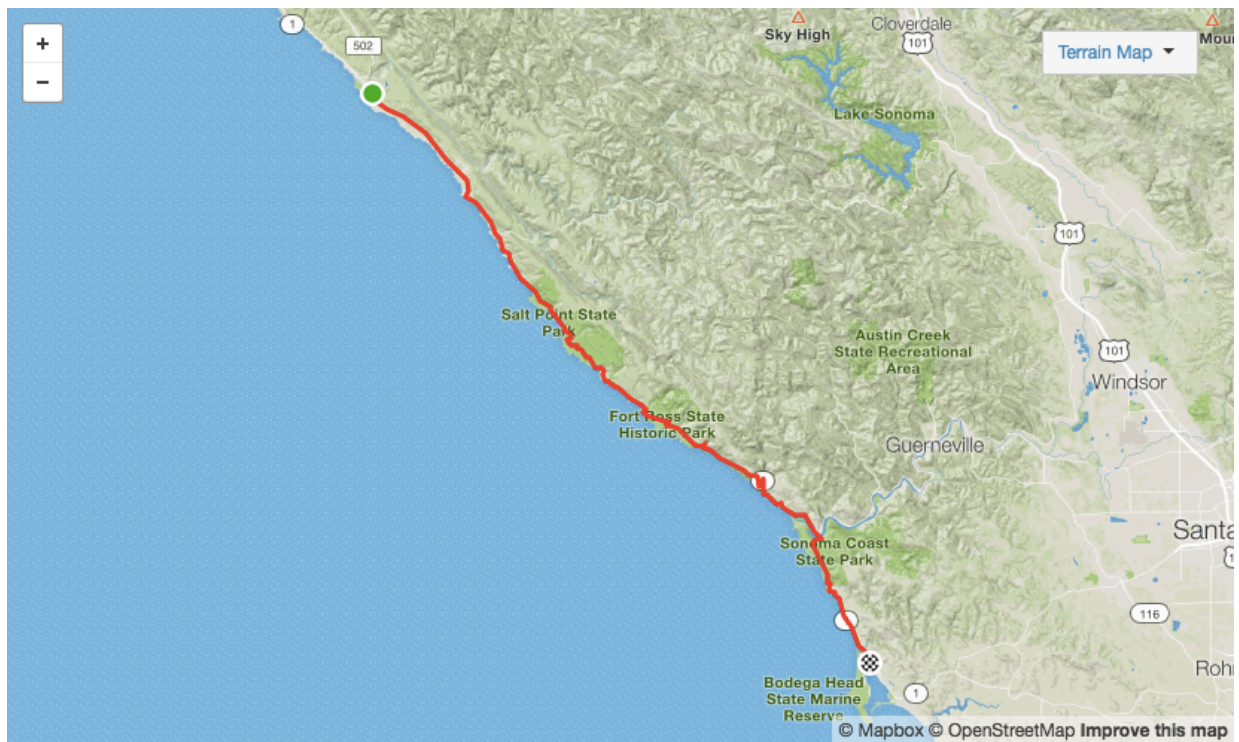 +
−
1
502
Sky High
Cloverdale
101
Mou
Terrain Map
Lake Sonoma
101
Salt Point State
Park
Austin Creek
State Recreational
Area
101
Windsor
Fort Ross State
Historic Park
Guerneville
Santa
Sonoma Coast
State Park
116
Rohn
Bodega Head
State Marine
Reserve
1
© Mapbox © OpenStreetMap Improve this map